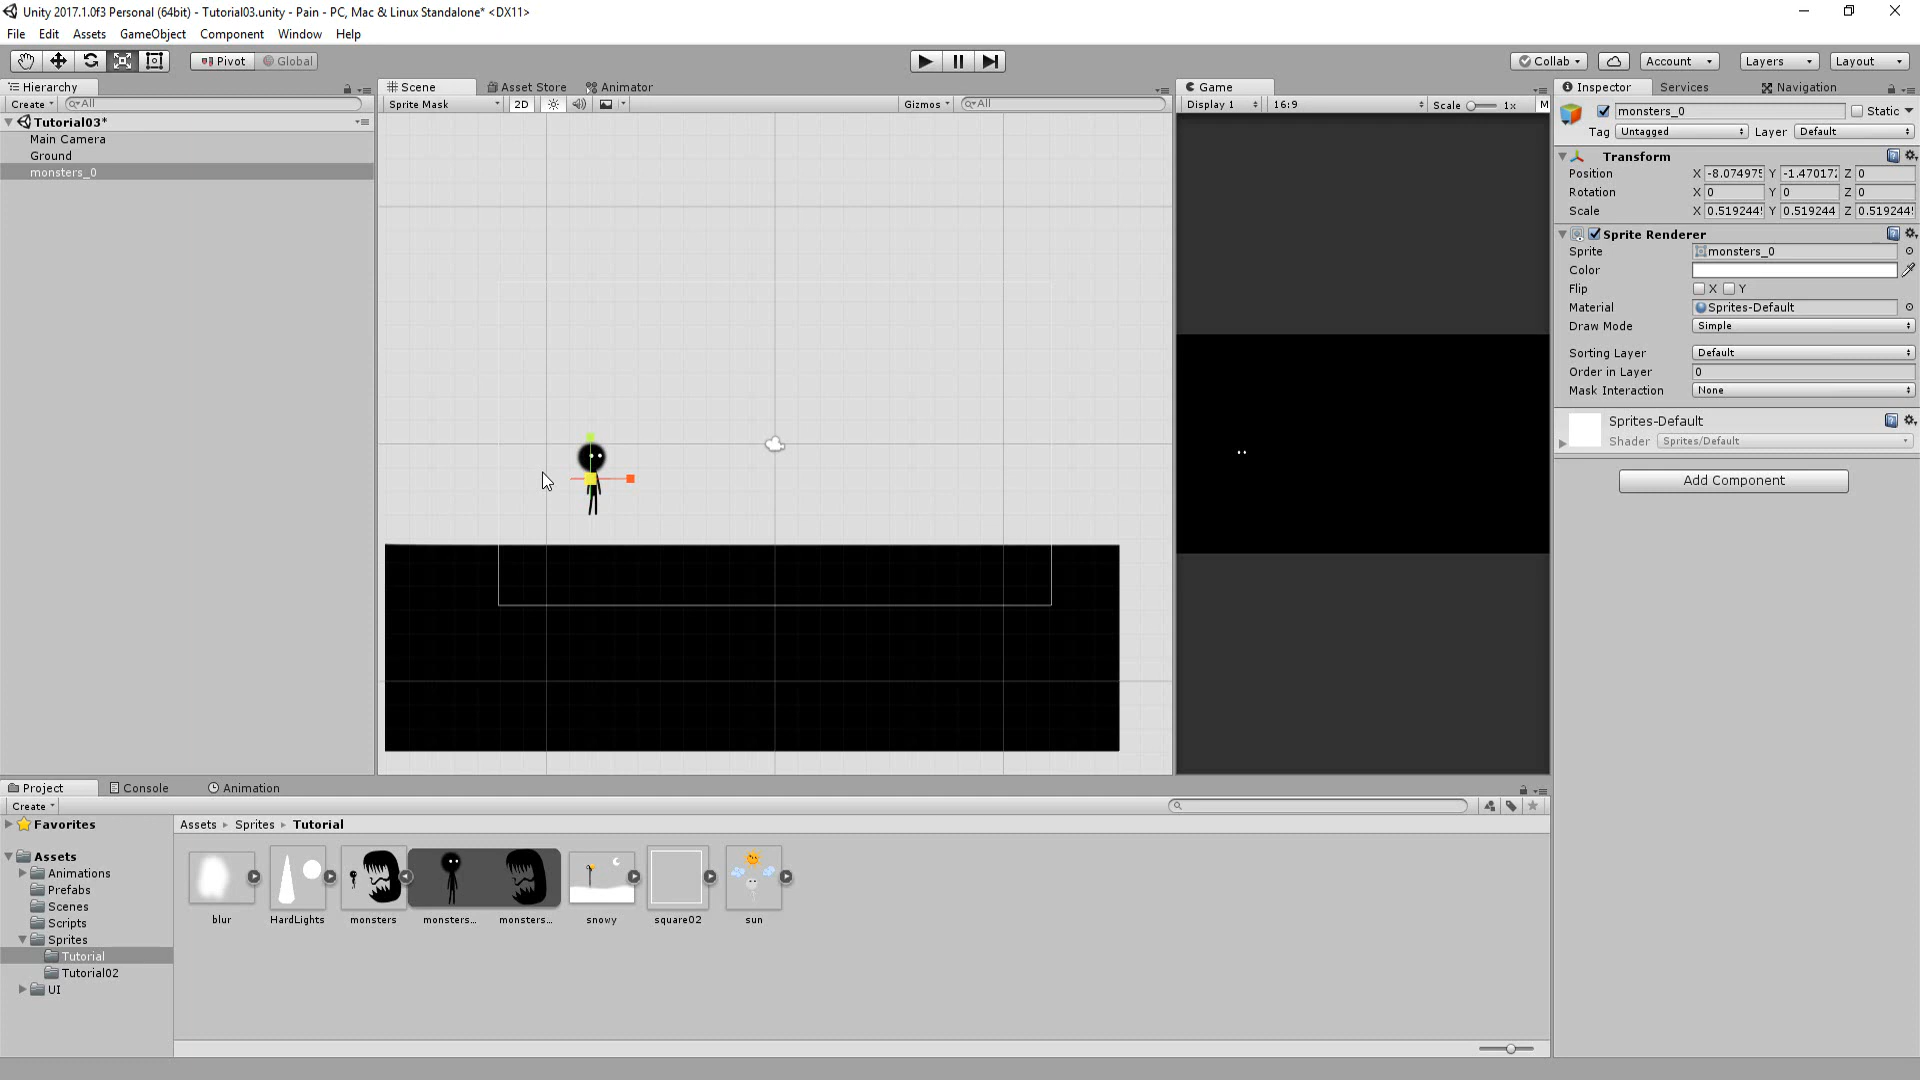 Unity 2017.1.0f3 Personal (64bit) - Tutorial03.unity - Pain - PC, Mac & Linux Standalone* <DX11>
File Edit Assets GameObject Component Window Help
Pivot Global Collab Account Layers Layout
Hierarchy
Create All
Tutorial03*
Main Camera
Ground
monsters_0
Scene Asset Store Animator
Sprite Mask 2D Gizmos All
Game
Display 1 16:9 Scale 1x M
Inspector Services Navigation
monsters_0 Static
Tag Untagged Layer Default
Transform
Position X -8.07497 Y -1.47017 Z 0
Rotation X 0 Y 0 Z 0
Scale X 0.519244 Y 0.519244 Z 0.519244
Sprite Renderer
Sprite monsters_0
Color
Flip X Y
Material Sprites-Default
Draw Mode Simple
Sorting Layer Default
Order in Layer 0
Mask Interaction None
Sprites-Default
Shader Sprites/Default
Add Component
Project Console Animation
Create
Favorites
Assets
Animations
Prefabs
Scenes
Scripts
Sprites
Tutorial
Tutorial02
UI
Assets Sprites Tutorial
blur HardLights monsters monsters... monsters... snowy square02 sun